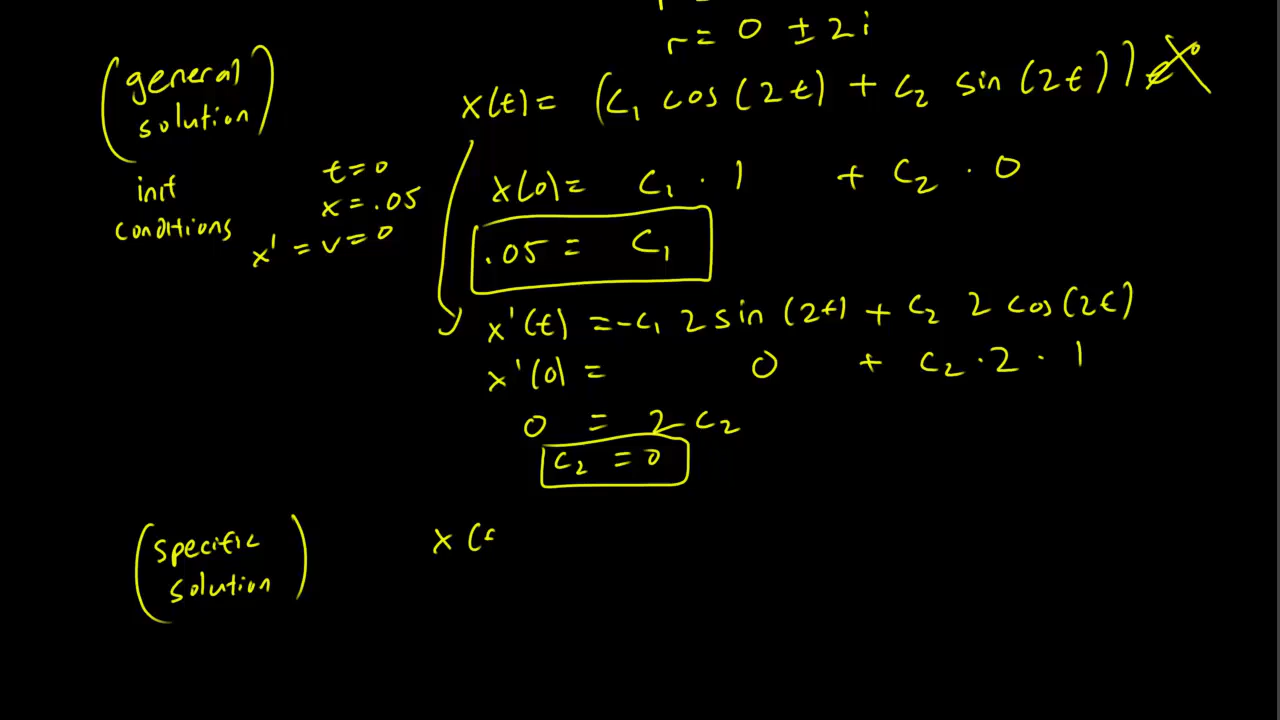 r = 0 ± 2i
(general solution)
x(t) = (c₁ cos(2t) + c₂ sin(2t))
init conditions
t = 0
x = .05
x' = v = 0
x(0) = c₁ · 1 + c₂ · 0
.05 = c₁
x'(t) = -c₁ 2 sin(2t) + c₂ 2 cos(2t)
x'(0) = 0 + c₂ · 2 · 1
0 = 2 c₂
c₂ = 0
(specific solution)
x (